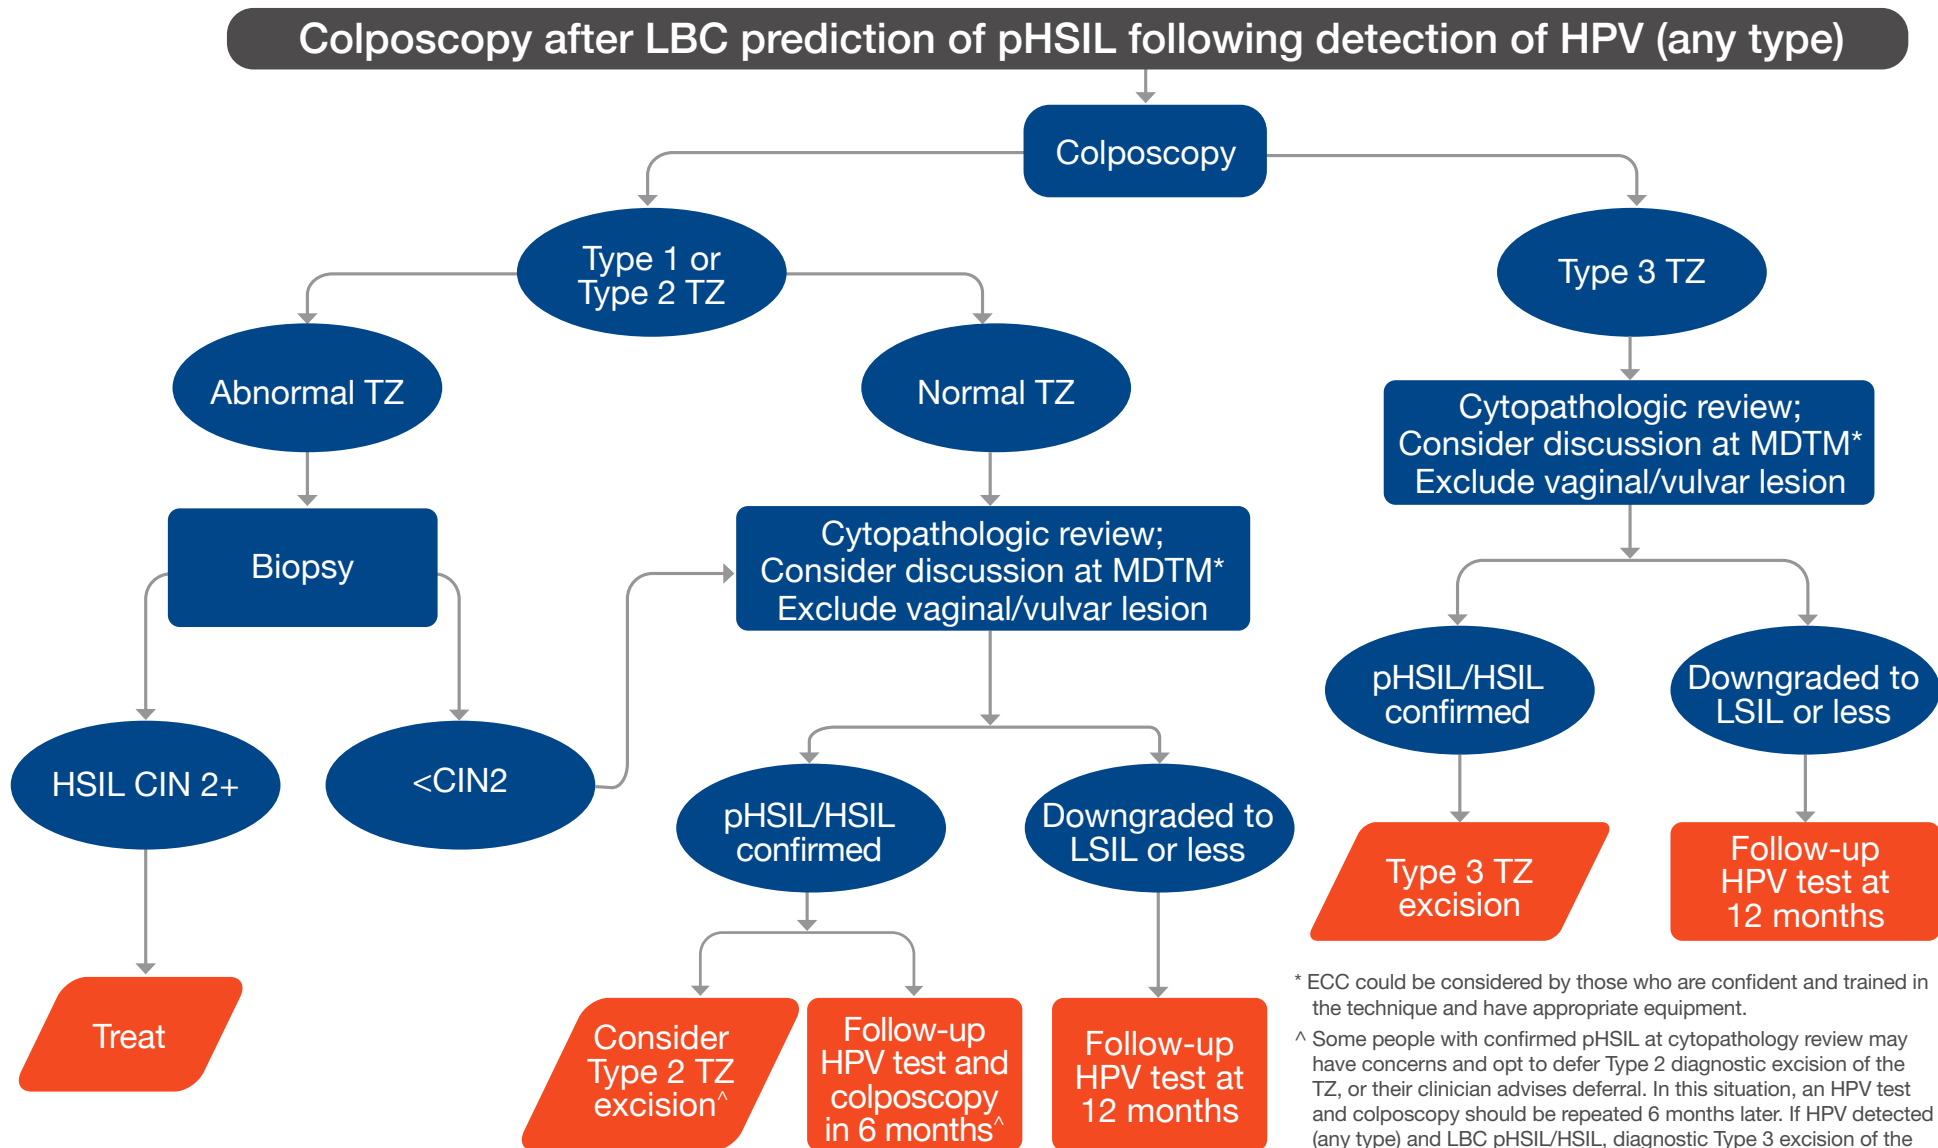 Colposcopy after LBC prediction of pHSIL following detection of HPV (any type)
Colposcopy
Type 1 or
Type 2 TZ
Type 3 TZ
Abnormal TZ
Normal TZ
Cytopathologic review;
Consider discussion at MDTM*
Exclude vaginal/vulvar lesion
Biopsy
Cytopathologic review;
Consider discussion at MDTM*
Exclude vaginal/vulvar lesion
pHSIL/HSIL
confirmed
Downgraded to
LSIL or less
HSIL CIN 2+
<CIN2
pHSIL/HSIL
confirmed
Downgraded to
LSIL or less
Type 3 TZ
excision
Follow-up
HPV test at
12 months
Treat
Consider
Type 2 TZ
excision^
Follow-up
HPV test and
colposcopy
in 6 months^
Follow-up
HPV test at
12 months
* ECC could be considered by those who are confident and trained in
the technique and have appropriate equipment.
^ Some people with confirmed pHSIL at cytopathology review may
have concerns and opt to defer Type 2 diagnostic excision of the
TZ, or their clinician advises deferral. In this situation, an HPV test
and colposcopy should be repeated 6 months later. If HPV detected
(any type) and LBC pHSIL/HSIL, diagnostic Type 3 excision of the